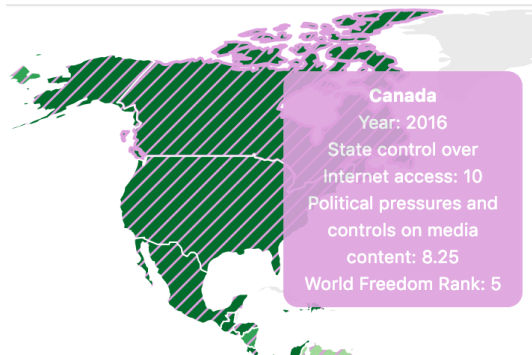 Canada
Year: 2016
State control over
Internet access: 10
Political pressures and
controls on media
content: 8.25
World Freedom Rank: 5